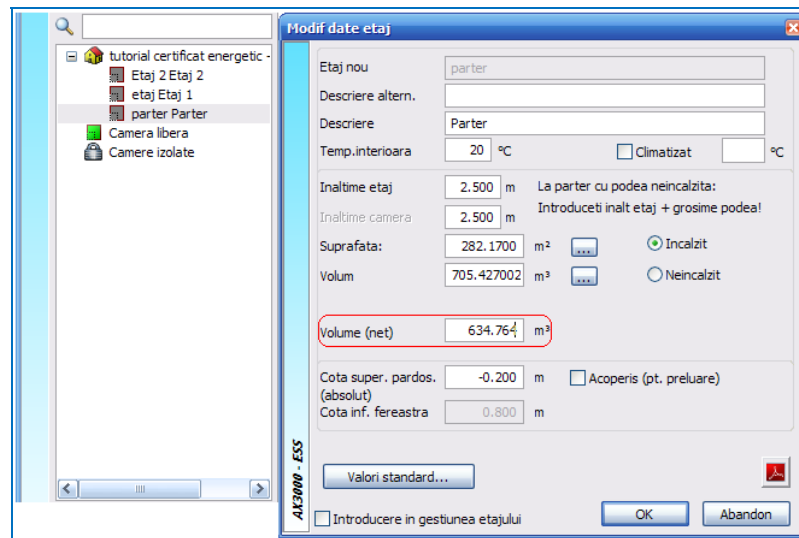 tutorial certificat energetic -
Etaj 2 Etaj 2
etaj Etaj 1
parter Parter
Camera libera
Camere izolate
Modif date etaj
Etaj nou parter
Descriere altern.
Descriere Parter
Temp.interioara 20 ºC Climatizat ºC
Inaltime etaj 2.500 m La parter cu podea neincalzita:
Introduceti inalt etaj + grosime podea!
Inaltime camera 2.500 m
Suprafata: 282.1700 m² ... Incalzit
Volum 705.427002 m³ ... Neincalzit
Volume (net) 634.764 m³
Cota super. pardos. -0.200 m Acoperis (pt. preluare)
(absolut)
Cota inf. fereastra 0.800 m
Valori standard...
AX3000 - ESS
Introducere in gestiunea etajului OK Abandon